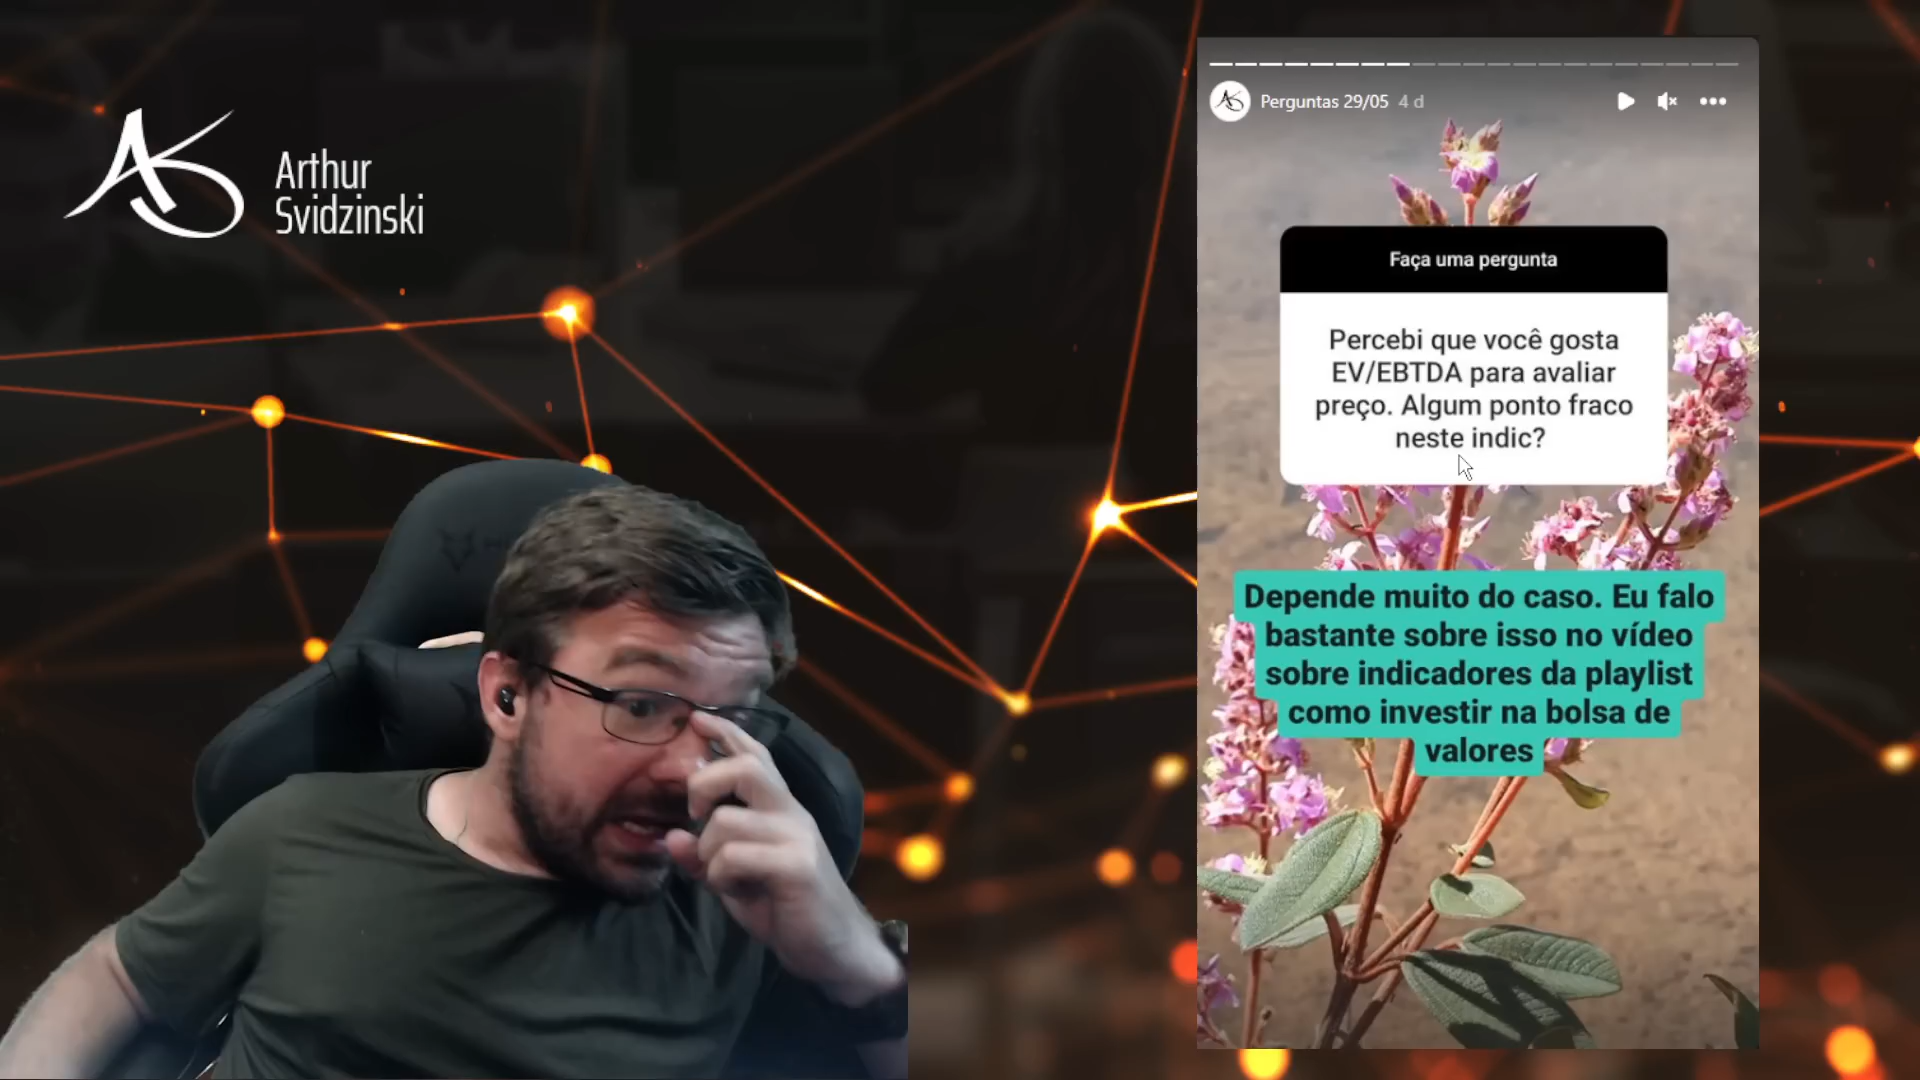 Arthur
Svidzinski
Perguntas 29/05 4 d
Faça uma pergunta
Percebi que você gosta
EV/EBTDA para avaliar
preço. Algum ponto fraco
neste indic?
Depende muito do caso. Eu falo
bastante sobre isso no vídeo
sobre indicadores da playlist
como investir na bolsa de
valores